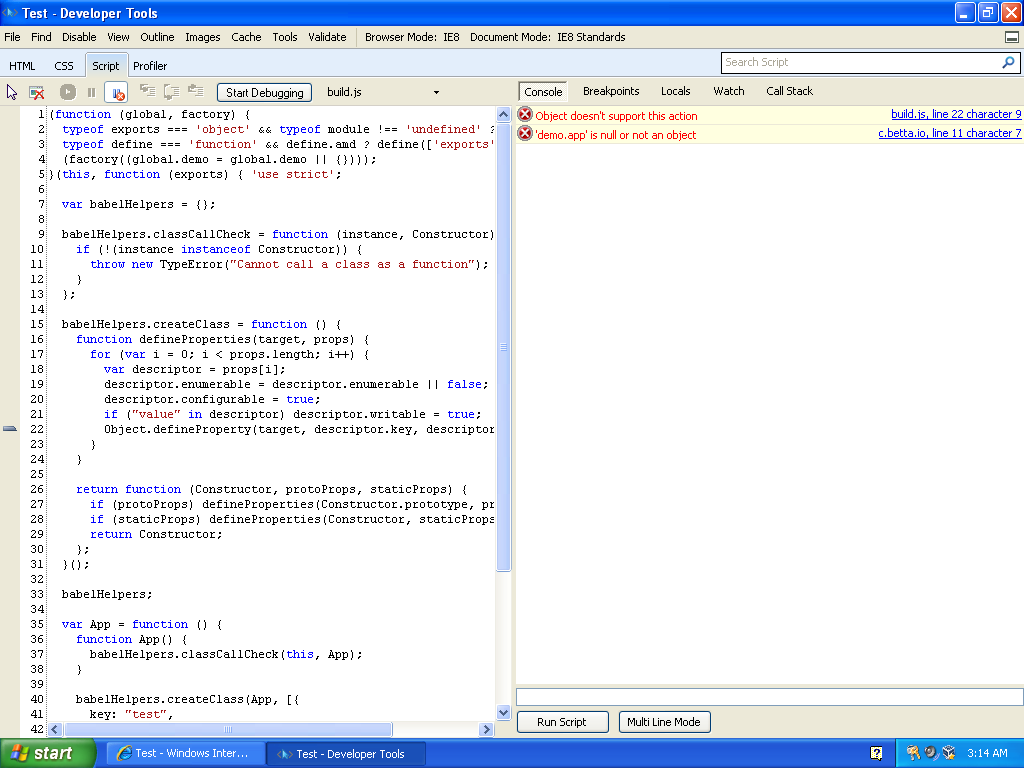 Test - Developer Tools
File Find Disable View Outline Images Cache Tools Validate Browser Mode: IE8 Document Mode: IE8 Standards
HTML CSS Script Profiler Search Script
Start Debugging build.js Console Breakpoints Locals Watch Call Stack
1 (function (global, factory) {
2 typeof exports === 'object' && typeof module !== 'undefined' ?
3 typeof define === 'function' && define.amd ? define(['exports'
4 (factory((global.demo = global.demo || {})));
5 }(this, function (exports) { 'use strict';
6
7 var babelHelpers = {};
8
9 babelHelpers.classCallCheck = function (instance, Constructor)
10 if (!(instance instanceof Constructor)) {
11 throw new TypeError("Cannot call a class as a function");
12 }
13 };
14
15 babelHelpers.createClass = function () {
16 function defineProperties(target, props) {
17 for (var i = 0; i < props.length; i++) {
18 var descriptor = props[i];
19 descriptor.enumerable = descriptor.enumerable || false;
20 descriptor.configurable = true;
21 if ("value" in descriptor) descriptor.writable = true;
22 Object.defineProperty(target, descriptor.key, descriptor
23 }
24 }
25
26 return function (Constructor, protoProps, staticProps) {
27 if (protoProps) defineProperties(Constructor.prototype, pr
28 if (staticProps) defineProperties(Constructor, staticProps
29 return Constructor;
30 };
31 }();
32
33 babelHelpers;
34
35 var App = function () {
36 function App() {
37 babelHelpers.classCallCheck(this, App);
38 }
39
40 babelHelpers.createClass(App, [{
41 key: "test",
42
Object doesn't support this action build.js, line 22 character 9
'demo.app' is null or not an object c.betta.io, line 11 character 7
Run Script Multi Line Mode
start Test - Windows Inter... Test - Developer Tools 3:14 AM